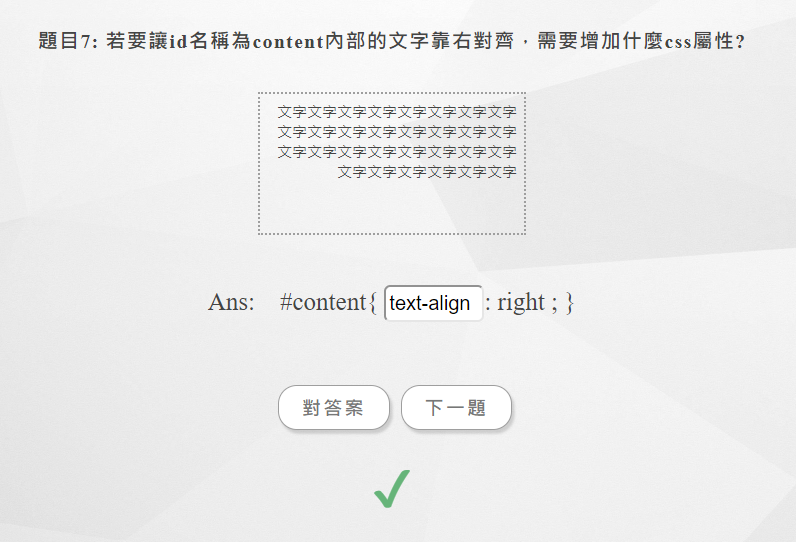 題目7: 若要讓id名稱為content內部的文字靠右對齊，需要增加什麼css屬性?
文字文字文字文字文字文字文字文字
文字文字文字文字文字文字文字文字
文字文字文字文字文字文字文字文字
文字文字文字文字文字文字
Ans: #content{ text-align : right ; }
對答案 下一題